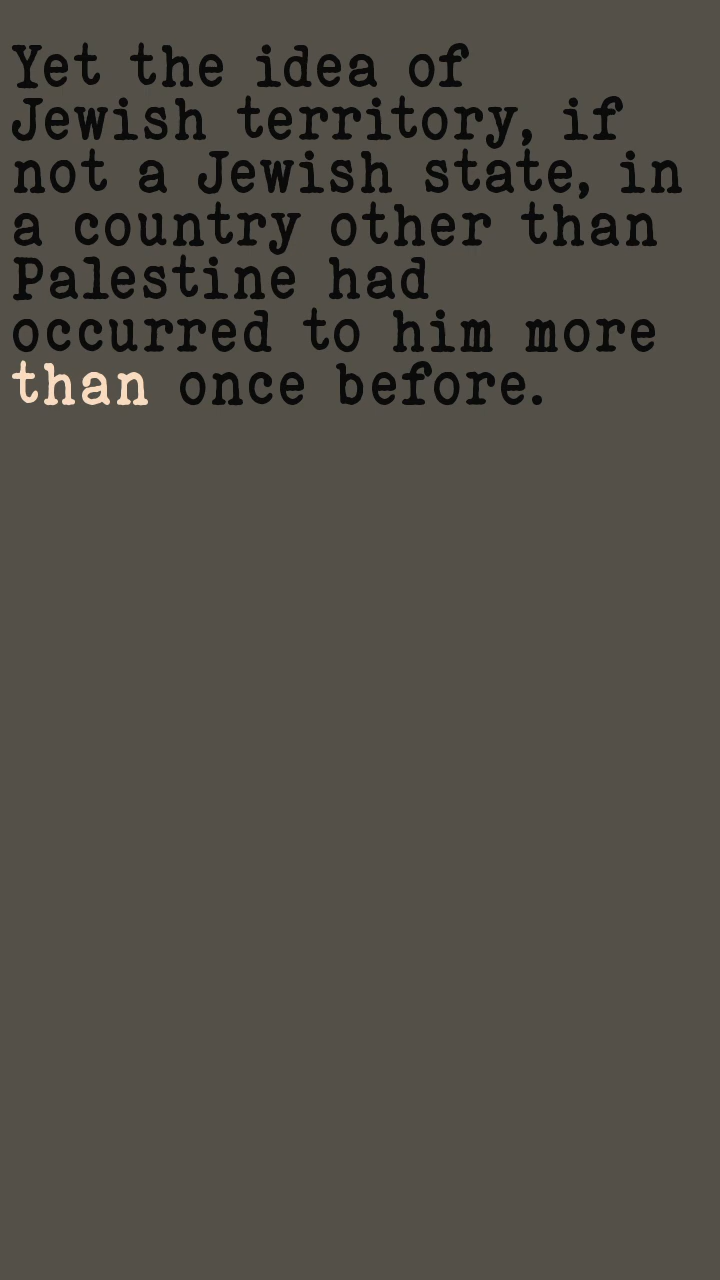 Yet the idea of
Jewish territory, if
not a Jewish state, in
a country other than
Palestine had
occurred to him more
than once before.